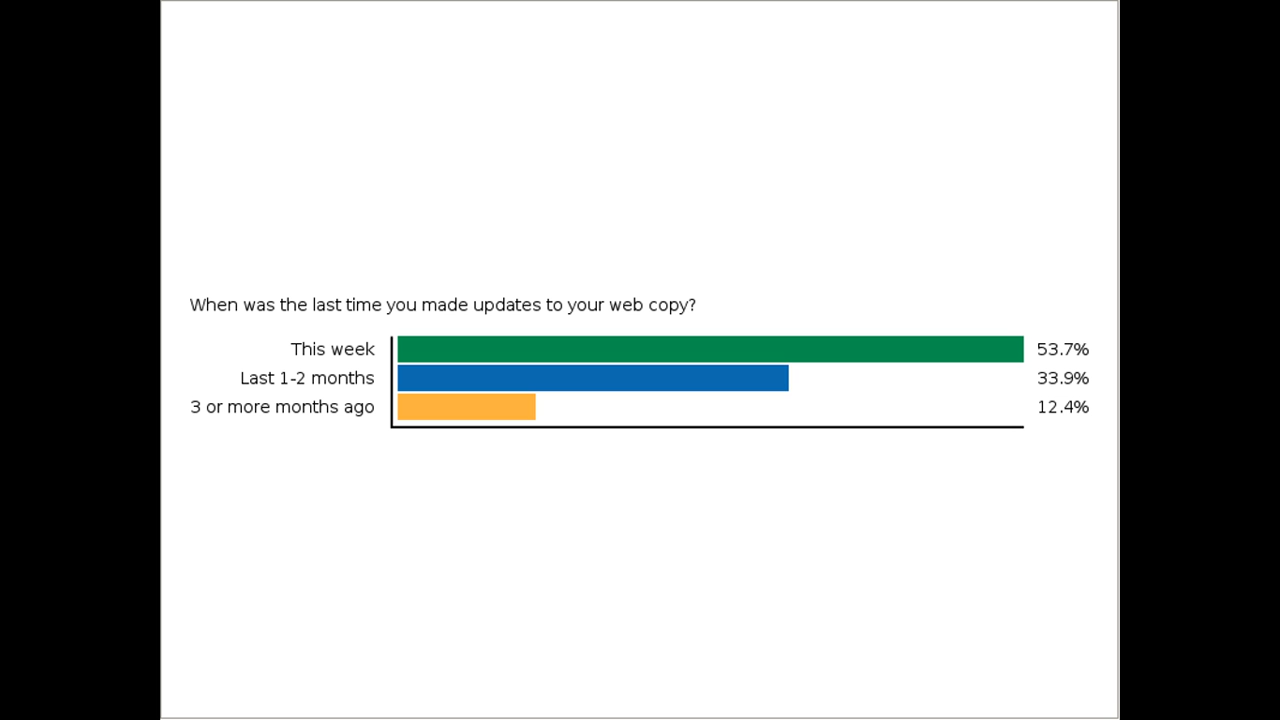 When was the last time you made updates to your web copy?
This week 53.7%
Last 1-2 months 33.9%
3 or more months ago 12.4%